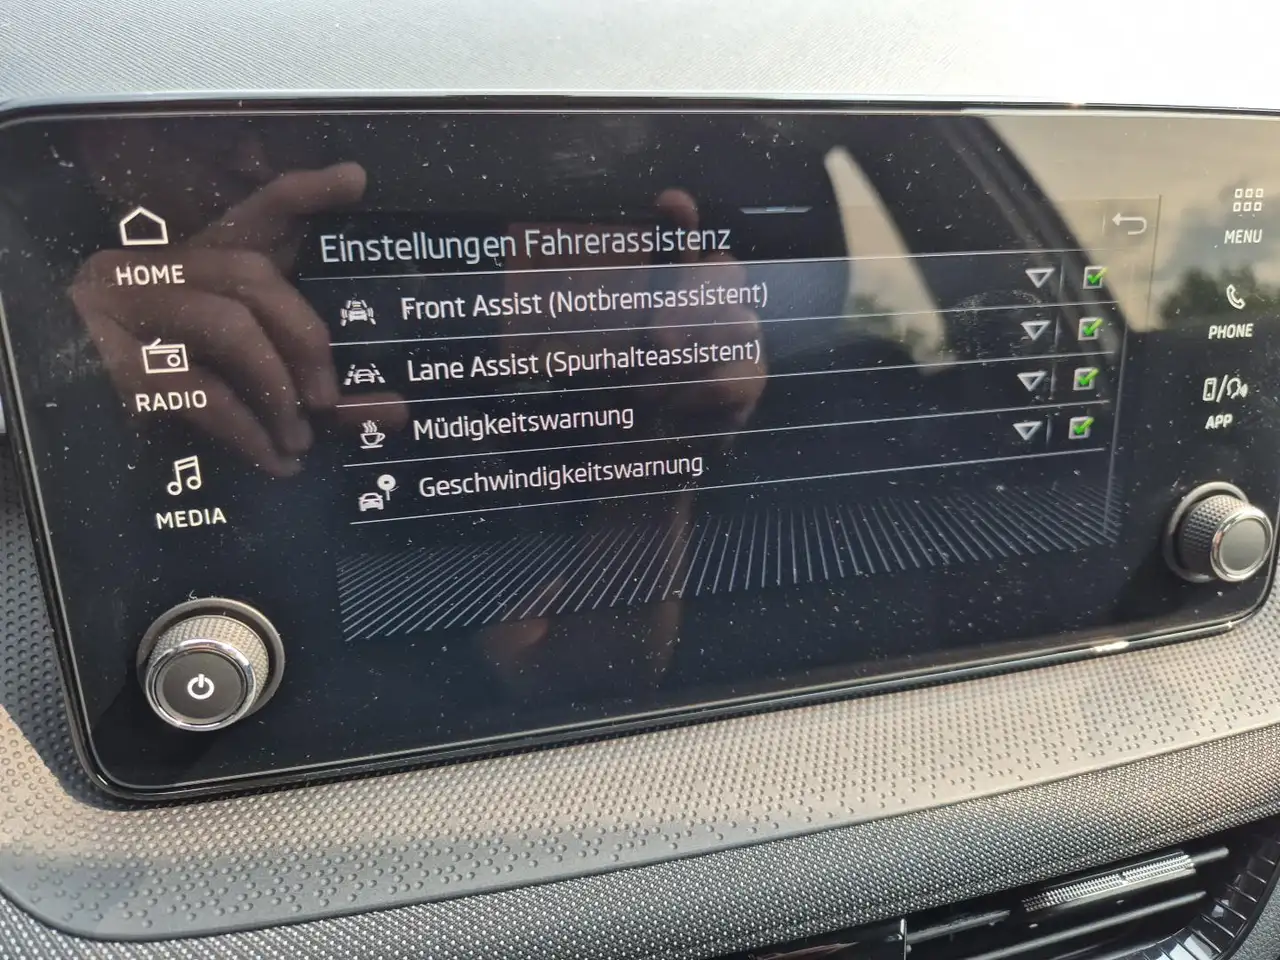 HOME
RADIO
MEDIA
Einstellungen Fahrerassistenz
Front Assist (Notbremsassistent)
Lane Assist (Spurhalteassistent)
Müdigkeitswarnung
Geschwindigkeitswarnung
MENU
PHONE
APP